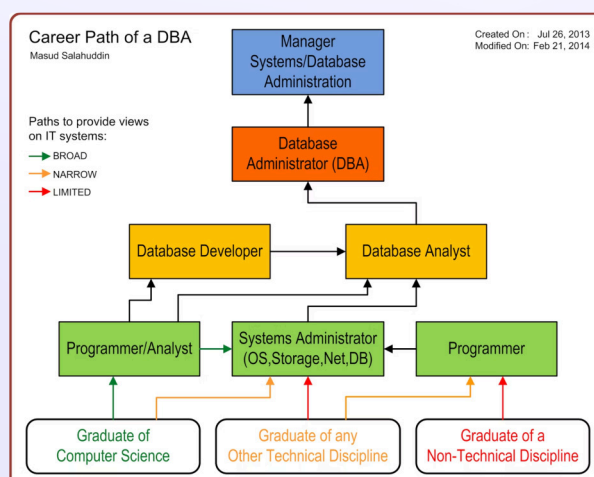 Career Path of a DBA
Masud Salahuddin
Created On : Jul 26, 2013
Modified On: Feb 21, 2014
Manager
Systems/Database
Administration
Paths to provide views
on IT systems:
BROAD
NARROW
LIMITED
Database
Administrator (DBA)
Database Developer
Database Analyst
Programmer/Analyst
Systems Administrator
(OS,Storage,Net,DB)
Programmer
Graduate of
Computer Science
Graduate of any
Other Technical Discipline
Graduate of a
Non-Technical Discipline